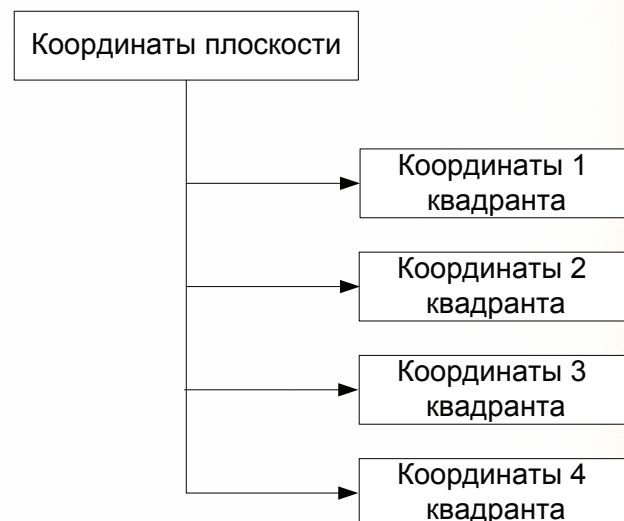 Координаты плоскости
Координаты 1
квадранта
Координаты 2
квадранта
Координаты 3
квадранта
Координаты 4
квадранта